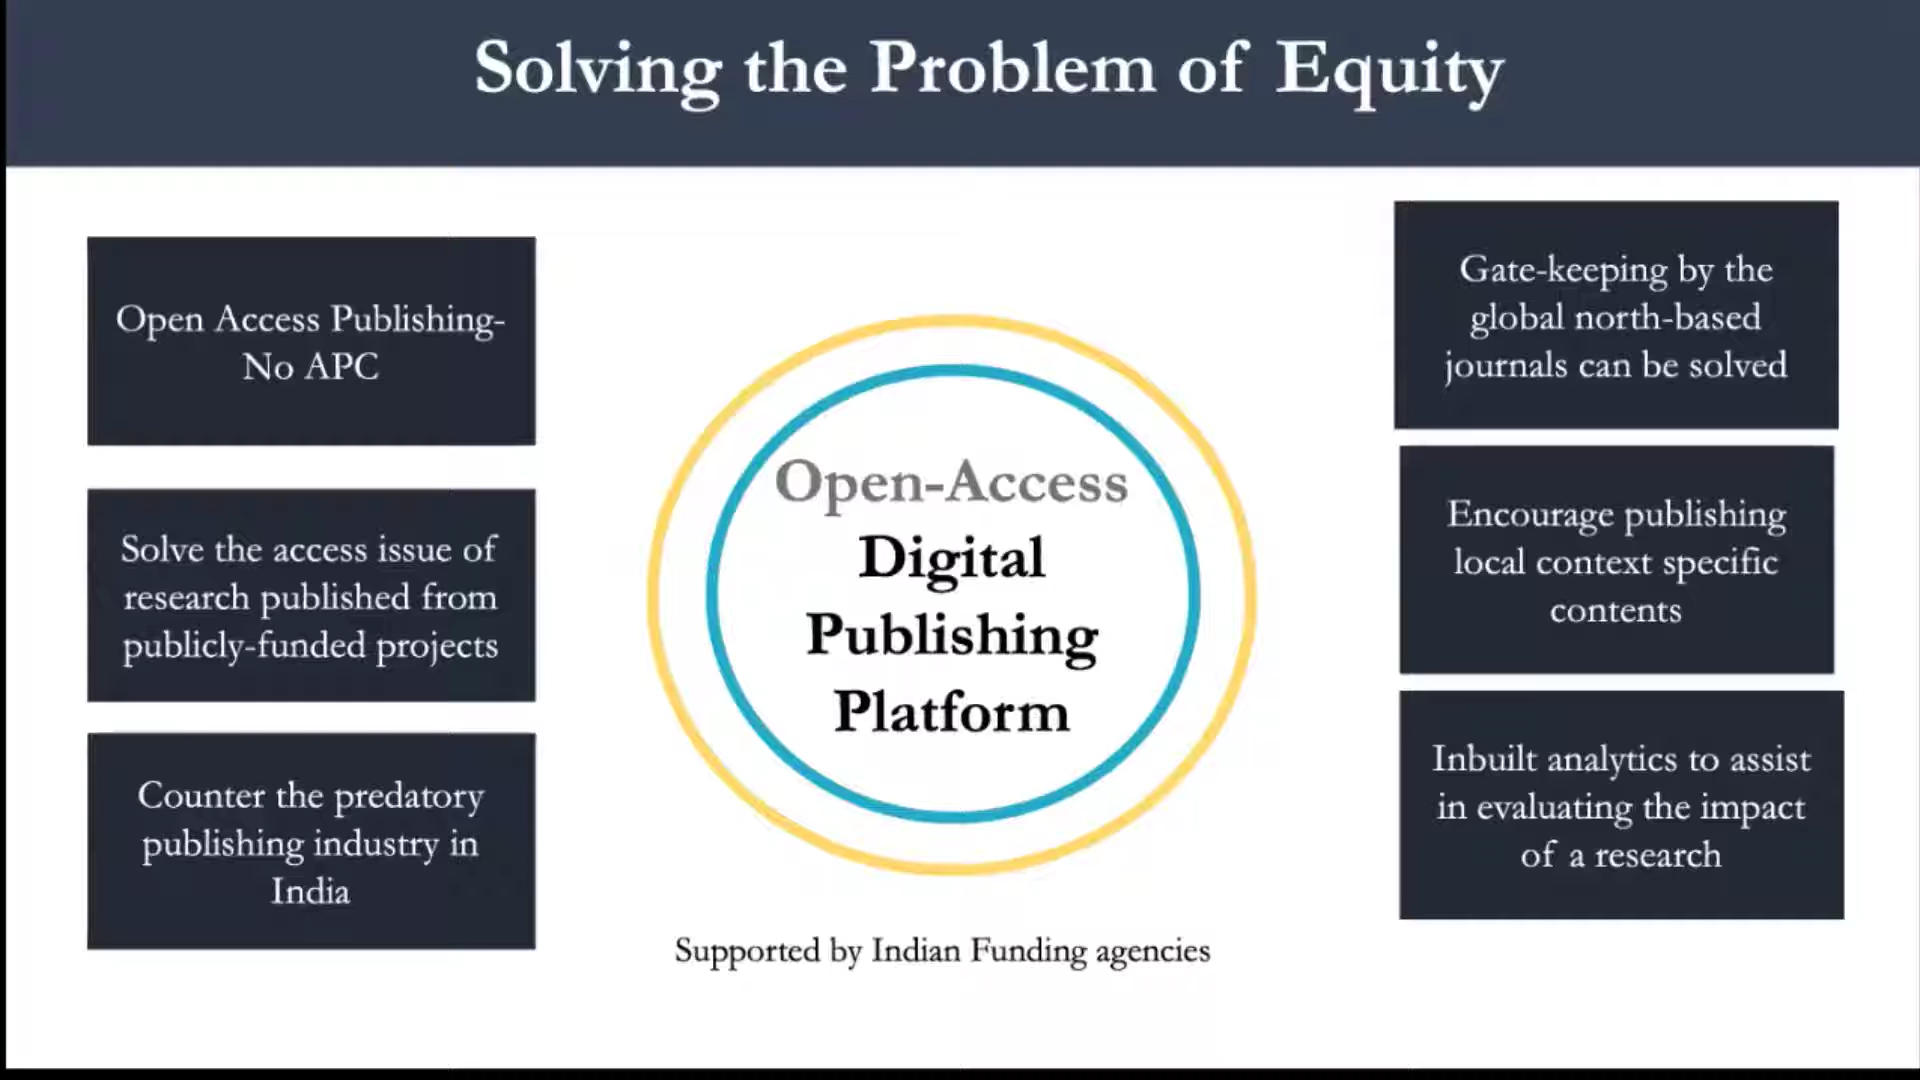 Solving the Problem of Equity
Open Access Publishing-
No APC
Solve the access issue of
research published from
publicly-funded projects
Counter the predatory
publishing industry in
India
Open-Access
Digital
Publishing
Platform
Supported by Indian Funding agencies
Gate-keeping by the
global north-based
journals can be solved
Encourage publishing
local context specific
contents
Inbuilt analytics to assist
in evaluating the impact
of a research